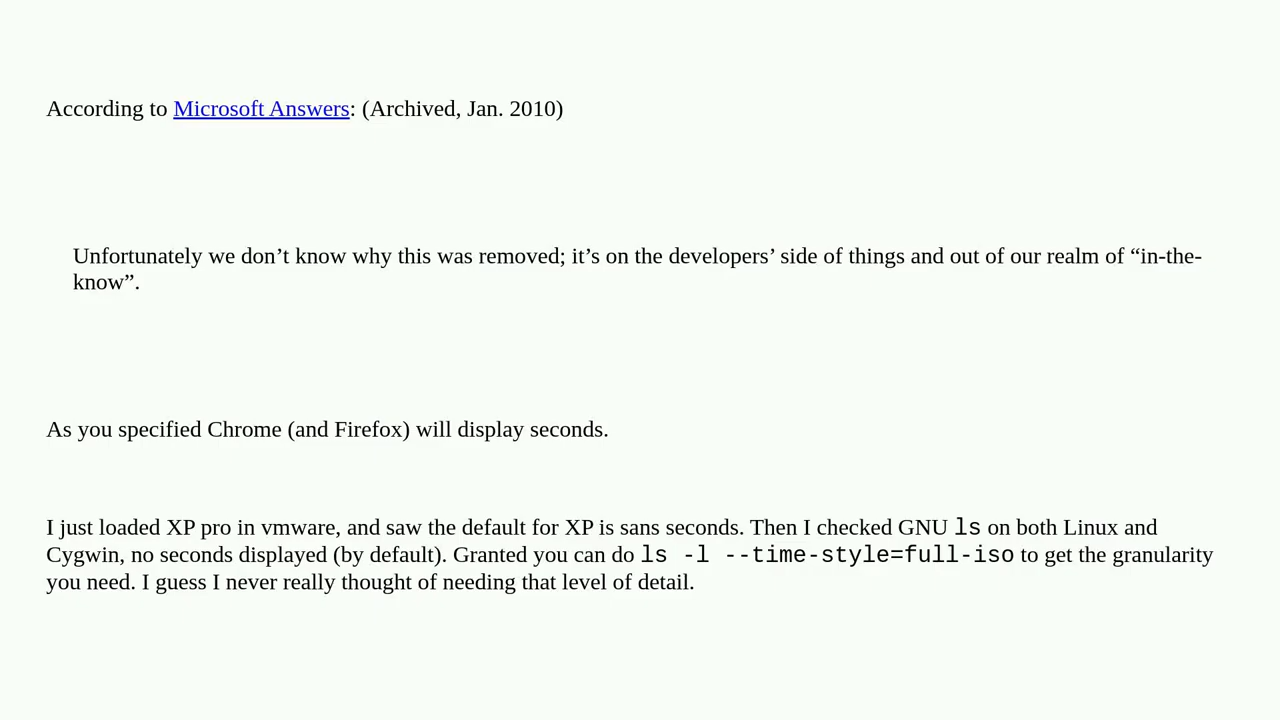 According to Microsoft Answers: (Archived, Jan. 2010)
Unfortunately we don’t know why this was removed; it’s on the developers’ side of things and out of our realm of “in-the-
know”.
As you specified Chrome (and Firefox) will display seconds.
I just loaded XP pro in vmware, and saw the default for XP is sans seconds. Then I checked GNU ls on both Linux and
Cygwin, no seconds displayed (by default). Granted you can do ls -l --time-style=full-iso to get the granularity
you need. I guess I never really thought of needing that level of detail.